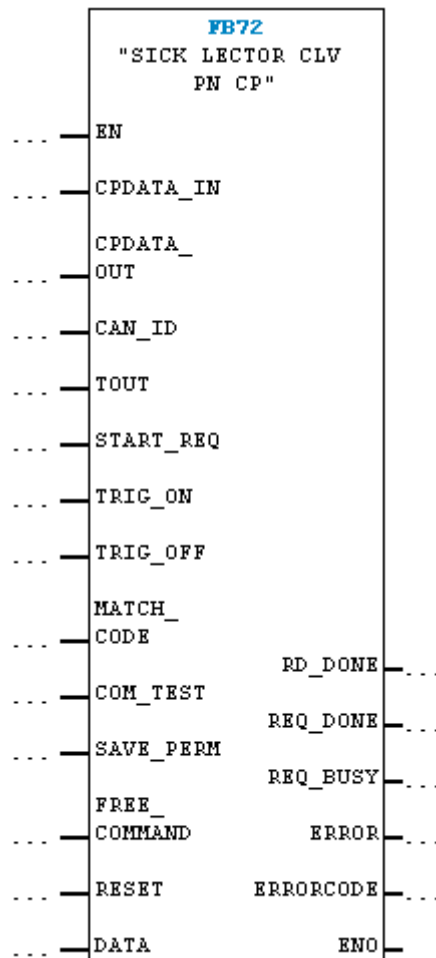 FB72
"SICK LECTOR CLV
PN CP"
... EN
... CPDATA_IN
CPDATA_
... OUT
... CAN_ID
... TOUT
... START_REQ
... TRIG_ON
... TRIG_OFF
MATCH_
... CODE
RD_DONE ...
... COM_TEST
REQ_DONE ...
... SAVE_PERM
REQ_BUSY ...
FREE_
... COMMAND ERROR ...
... RESET ERRORCODE ...
... DATA ENO